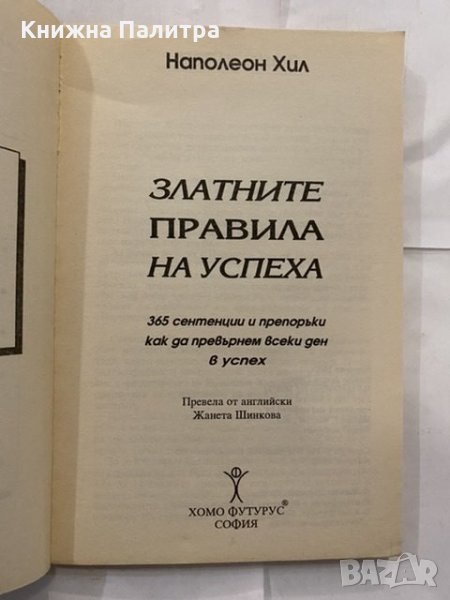 Книжна Палитра
Наполеон Хил
ЗЛАТНИТЕ
ПРАВИЛА
НА УСПЕХА
365 сентенции и препоръки
как да превърнем всеки ден
в успех
Превела от английски
Жанета Шинкова
ХОМО ФУТУРУС®
СОФИЯ
BAZAR